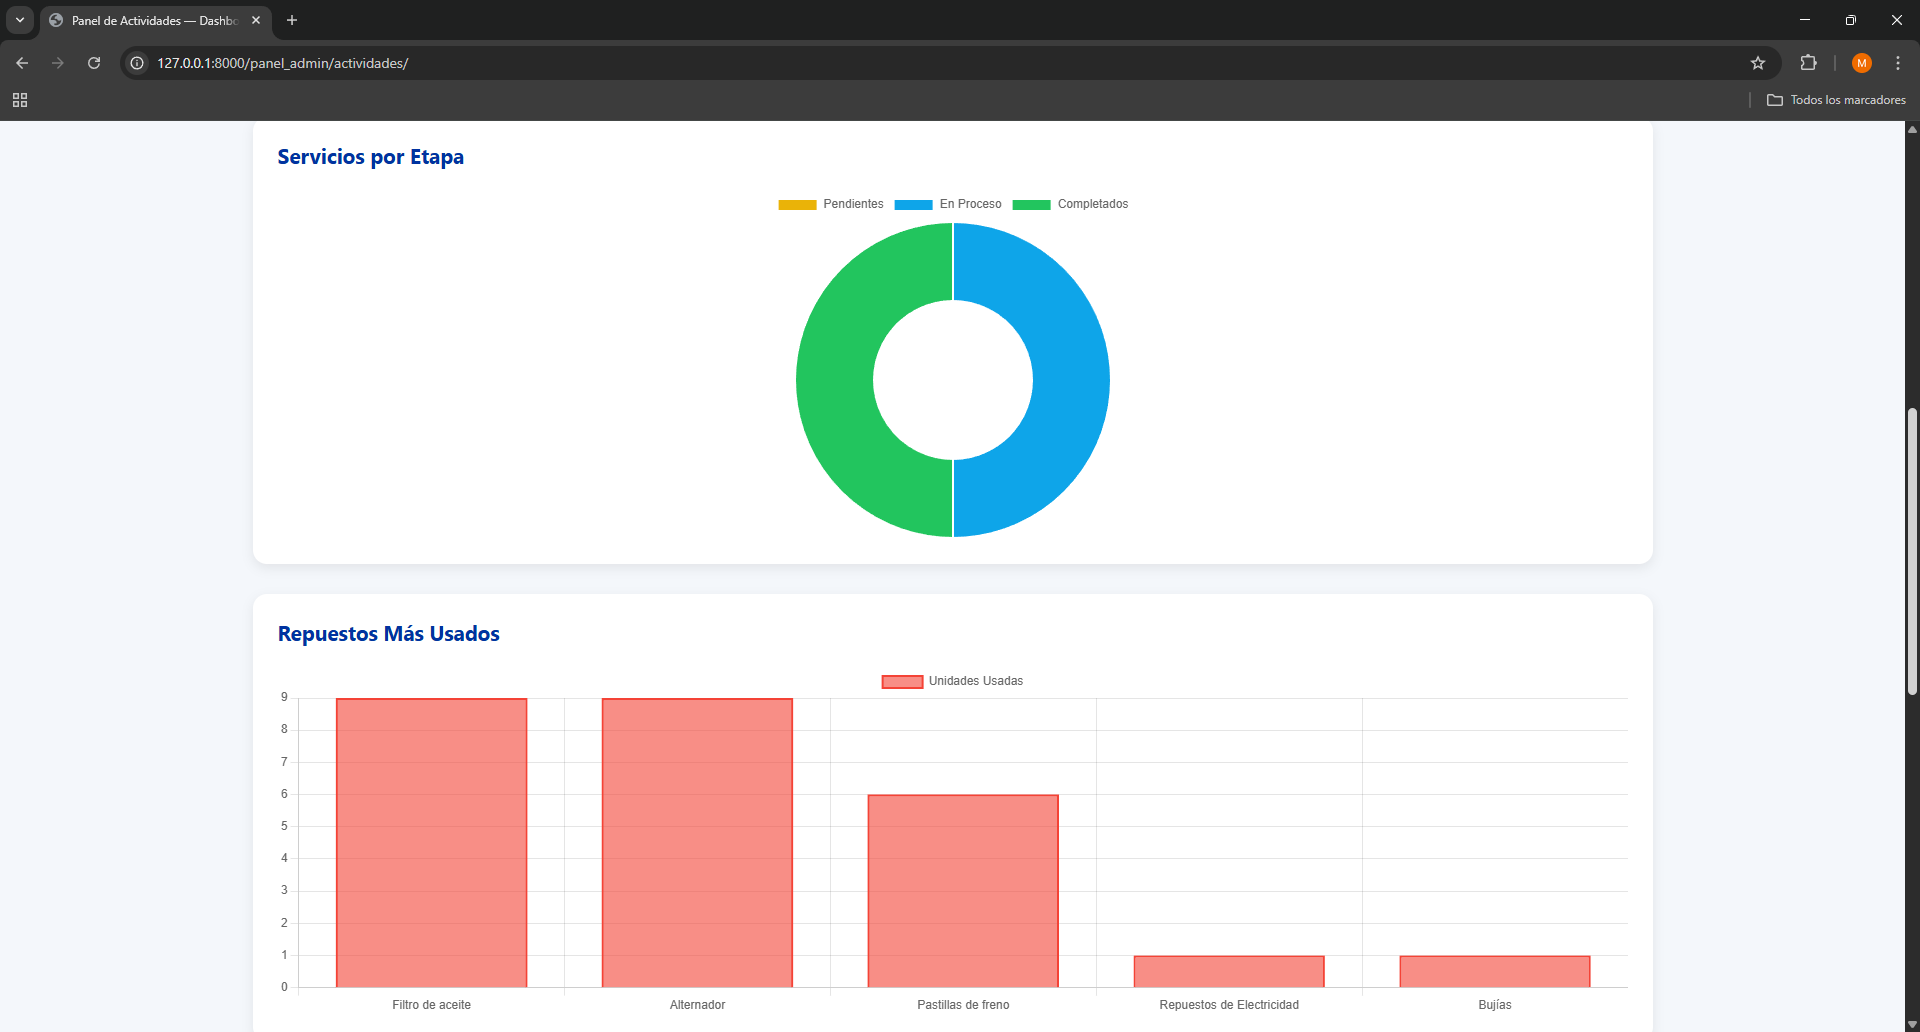 Panel de Actividades — Dashbo
127.0.0.1:8000/panel_admin/actividades/
M
Todos los marcadores
Servicios por Etapa
Pendientes En Proceso Completados
Repuestos Más Usados
Unidades Usadas
9
8
7
6
5
4
3
2
1
0
Filtro de aceite Alternador Pastillas de freno Repuestos de Electricidad Bujías